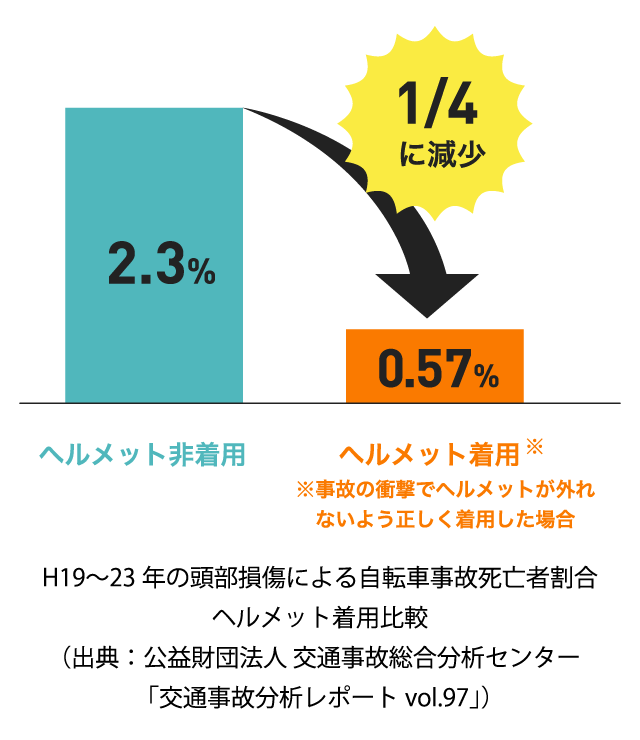 1/4
に減少
2.3%
0.57%
ヘルメット非着用
ヘルメット着用※
※事故の衝撃でヘルメットが外れ
ないよう正しく着用した場合
H19〜23 年の頭部損傷による自転車事故死亡者割合
ヘルメット着用比較
（出典：公益財団法人 交通事故総合分析センター
「交通事故分析レポート vol.97」）